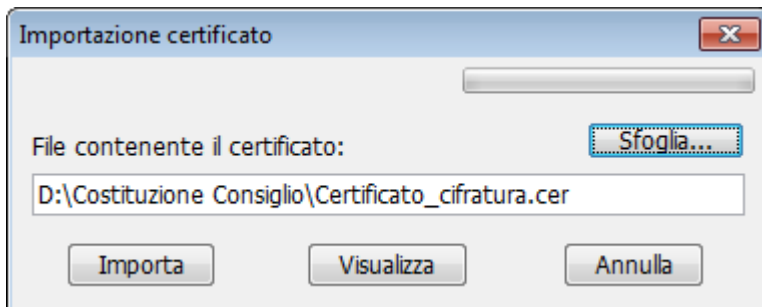 Importazione certificato
File contenente il certificato:
Sfoglia...
D:\Costituzione Consiglio\Certificato_cifratura.cer
Importa
Visualizza
Annulla